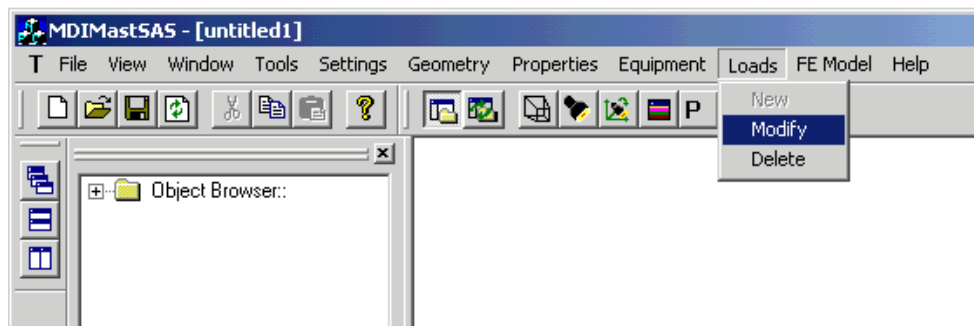 MDIMastSAS - [untitled1]
T File View Window Tools Settings Geometry Properties Equipment Loads FE Model Help
P
New
Modify
Delete
Object Browser::